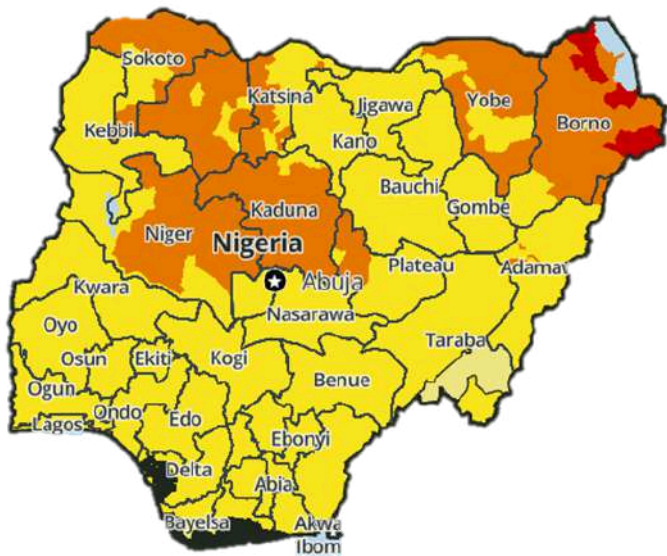 Sokoto
Katsina
Jigawa
Yobe
Borno
Kebbi
Kano
Bauchi
Gombe
Kaduna
Niger
Nigeria
Plateau
Adamav
Abuja
Kwara
Nasarawa
Oyo
Taraba
Osun
Ekiti
Kogi
Benue
Ogun
Ondo
Edo
Lagos
Ebonyi
Delta
Abia
Bayelsa
Akwa
Ibom